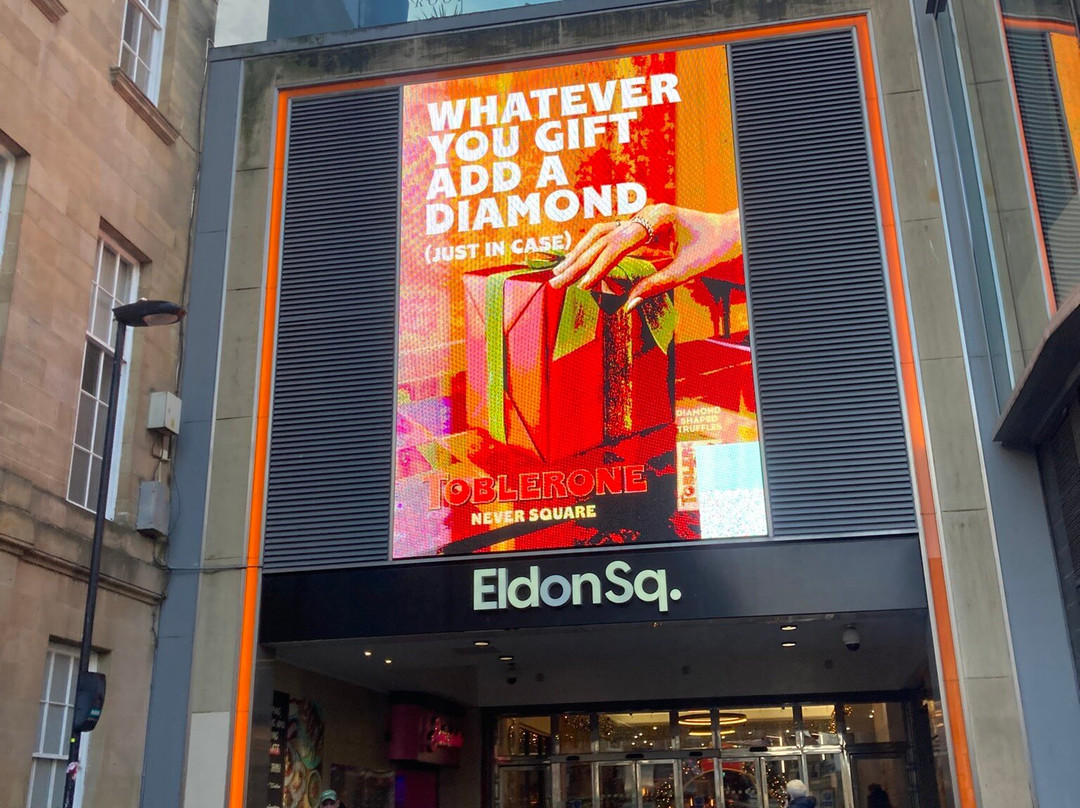 WHATEVER
YOU GIFT
ADD A
DIAMOND
(JUST IN CASE)
DIAMOND
SHAPED
TRUFFLES
TOBLERONE
NEVER SQUARE
EldonSq.